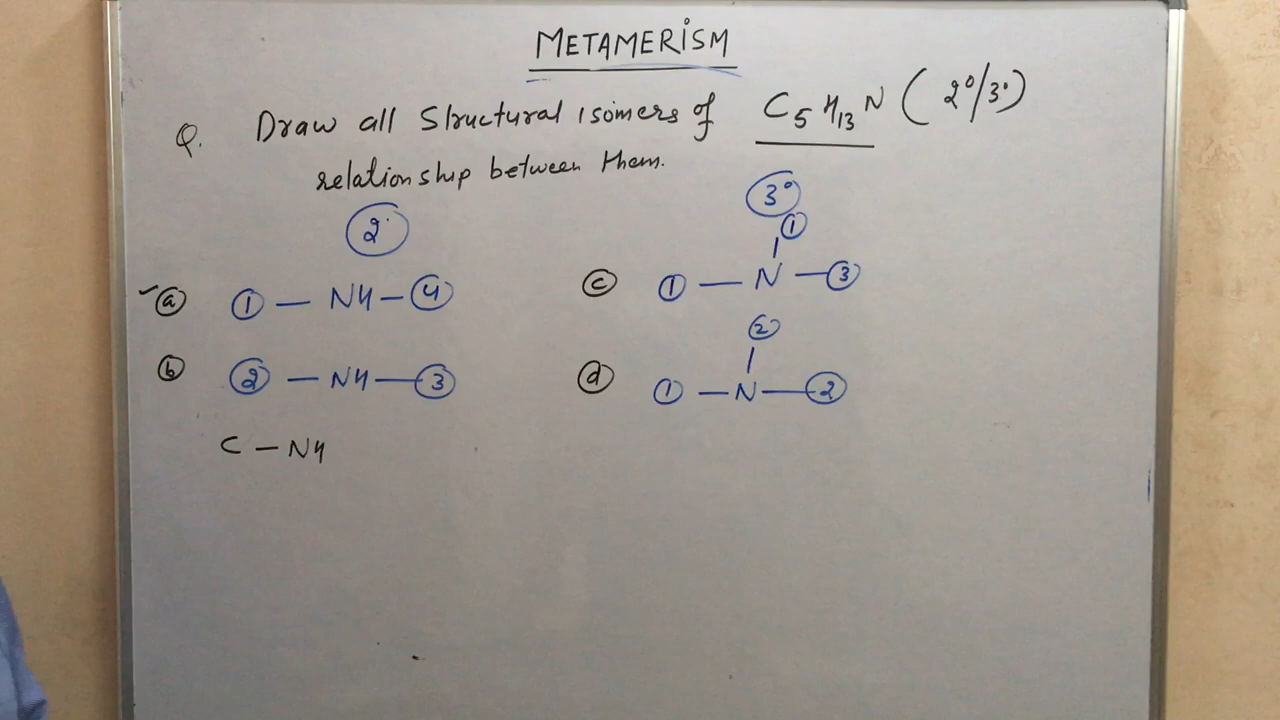 METAMERISM
Q. Draw all Structural isomers of C5H13N (2°/3°)
relationship between them.
2°
3°
ⓐ ① — NH — ④
ⓑ ② — NH — ③
C — NH
①
|
ⓒ ① — N — ③
②
|
ⓓ ① — N — ②